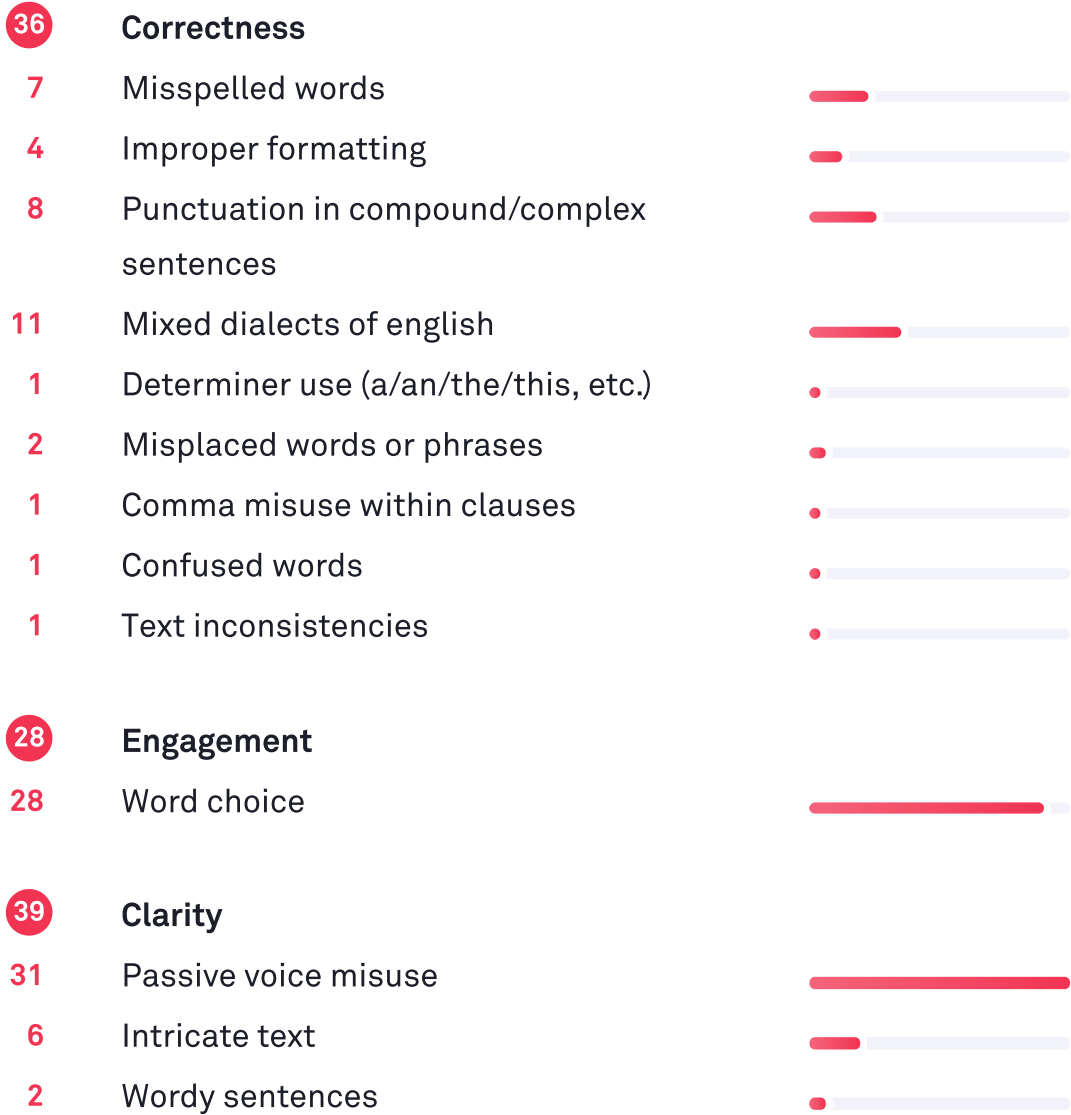 36 Correctness
7 Misspelled words
4 Improper formatting
8 Punctuation in compound/complex
sentences
11 Mixed dialects of english
1 Determiner use (a/an/the/this, etc.)
2 Misplaced words or phrases
1 Comma misuse within clauses
1 Confused words
1 Text inconsistencies
28 Engagement
28 Word choice
39 Clarity
31 Passive voice misuse
6 Intricate text
2 Wordy sentences